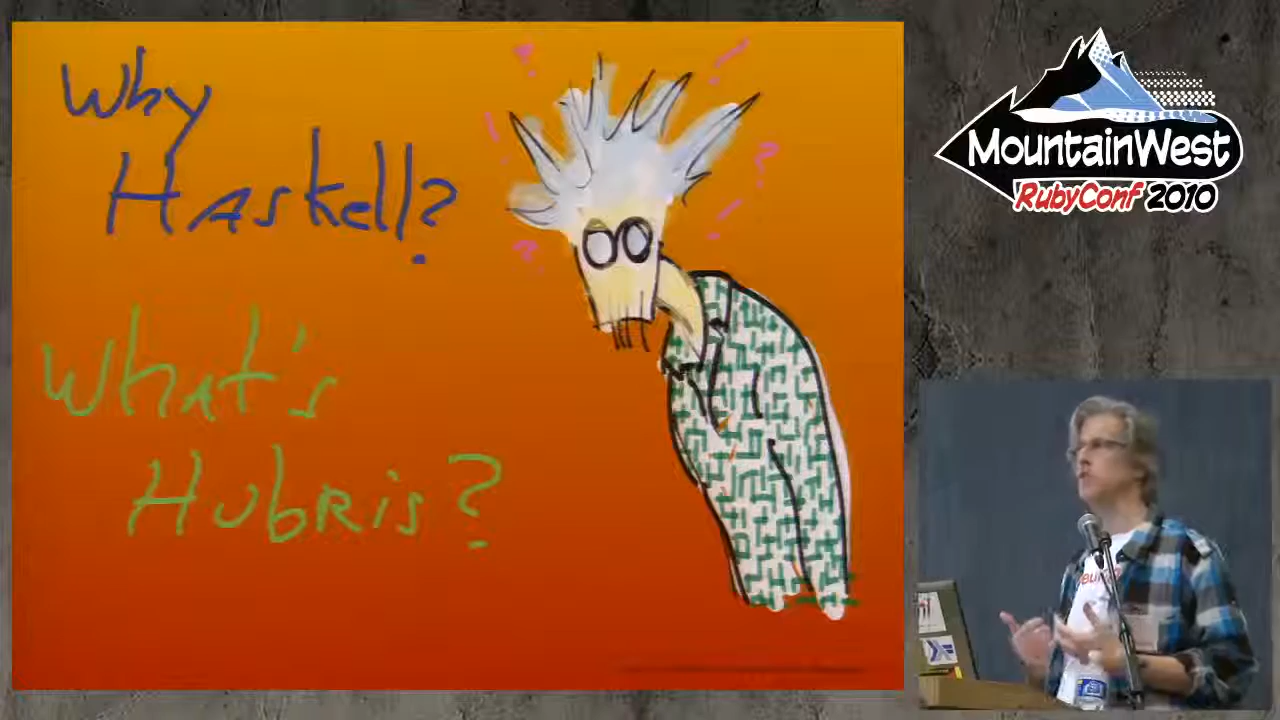 Why
Haskell?
What's
Hubris?
MountainWest
RubyConf 2010